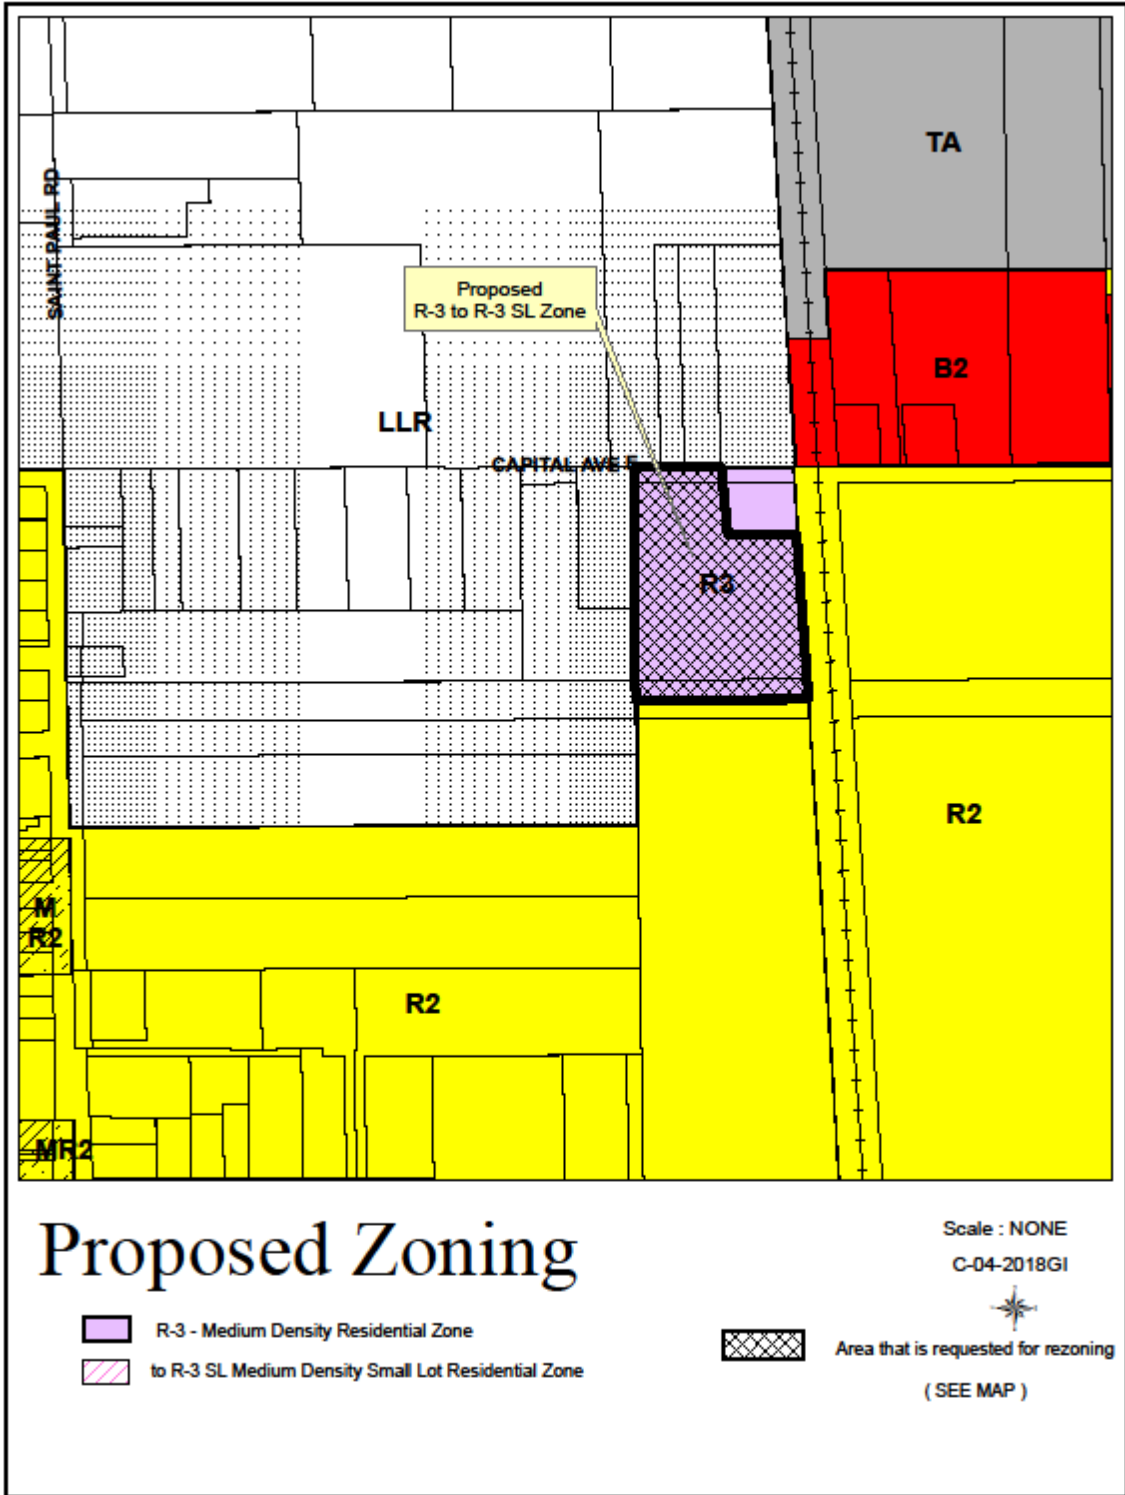 TA
SAINT PAUL RD
Proposed
R-3 to R-3 SL Zone
B2
LLR
CAPITAL AVE E
R3
R2
M
R2
R2
MR2
Proposed Zoning
Scale : NONE
C-04-2018GI
R-3 - Medium Density Residential Zone
to R-3 SL Medium Density Small Lot Residential Zone
Area that is requested for rezoning
( SEE MAP )